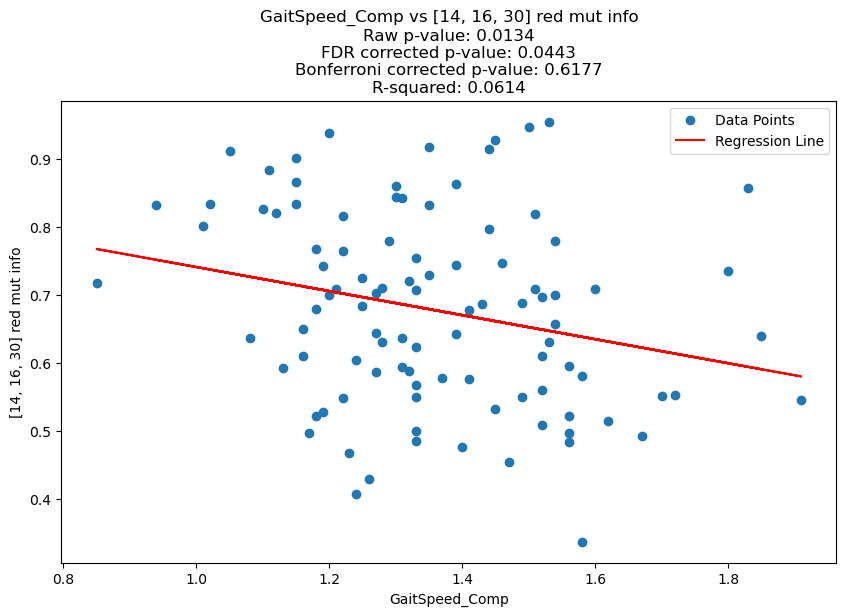 GaitSpeed_Comp vs [14, 16, 30] red mut info
Raw p-value: 0.0134
FDR corrected p-value: 0.0443
Bonferroni corrected p-value: 0.6177
R-squared: 0.0614
Data Points
Regression Line
[14, 16, 30] red mut info
0.9
0.8
0.7
0.6
0.5
0.4
0.8
1.0
1.2
1.4
1.6
1.8
GaitSpeed_Comp